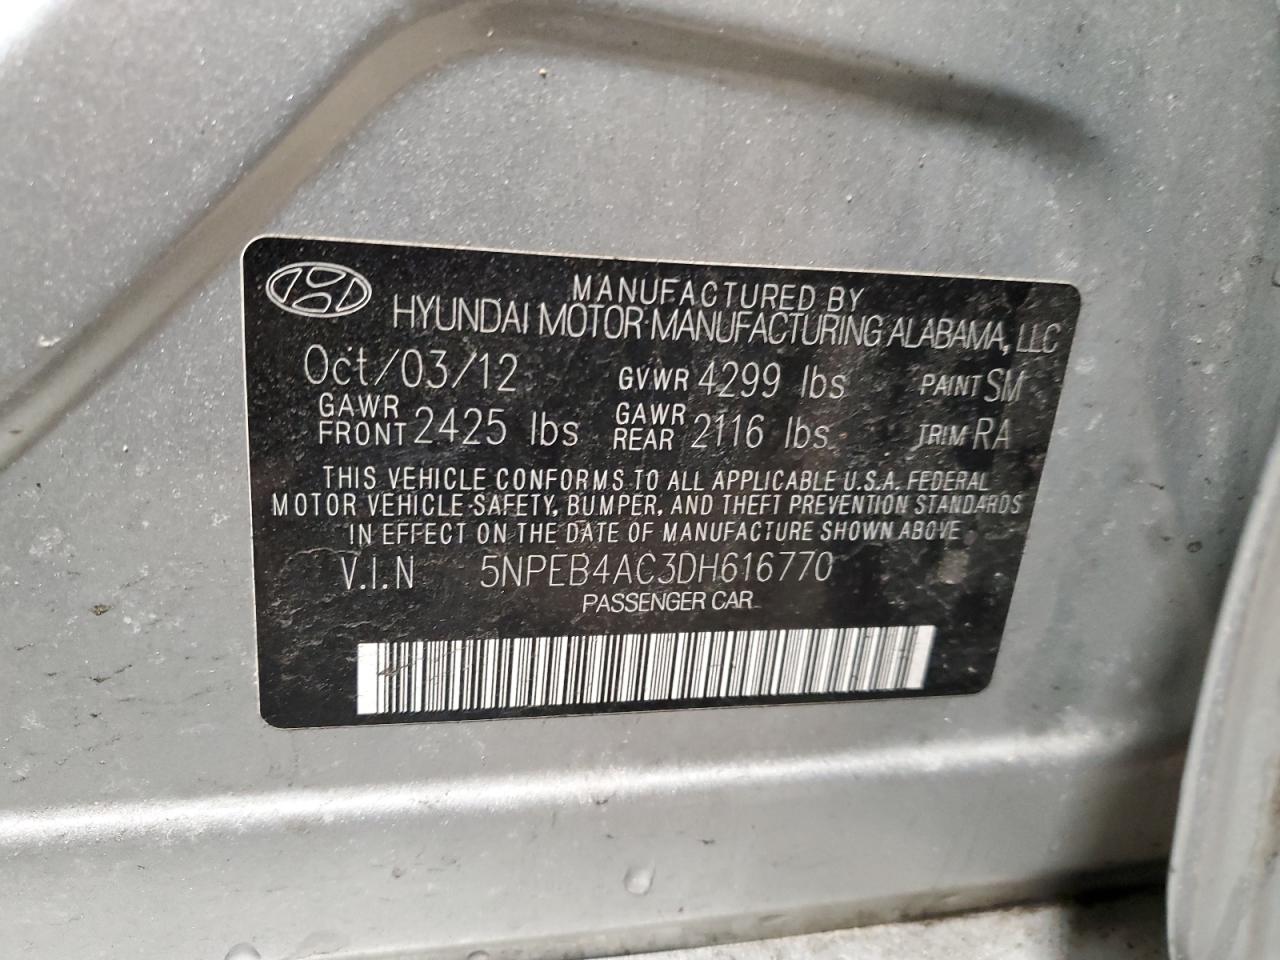 MANUFACTURED BY
HYUNDAI MOTOR MANUFACTURING ALABAMA, LLC
Oct/03/12 GVWR 4299 lbs PAINT SM
GAWR FRONT 2425 lbs GAWR REAR 2116 lbs TRIM RA
THIS VEHICLE CONFORMS TO ALL APPLICABLE U.S.A. FEDERAL
MOTOR VEHICLE SAFETY, BUMPER, AND THEFT PREVENTION STANDARDS
IN EFFECT ON THE DATE OF MANUFACTURE SHOWN ABOVE
V.I.N 5NPEB4AC3DH616770
PASSENGER CAR